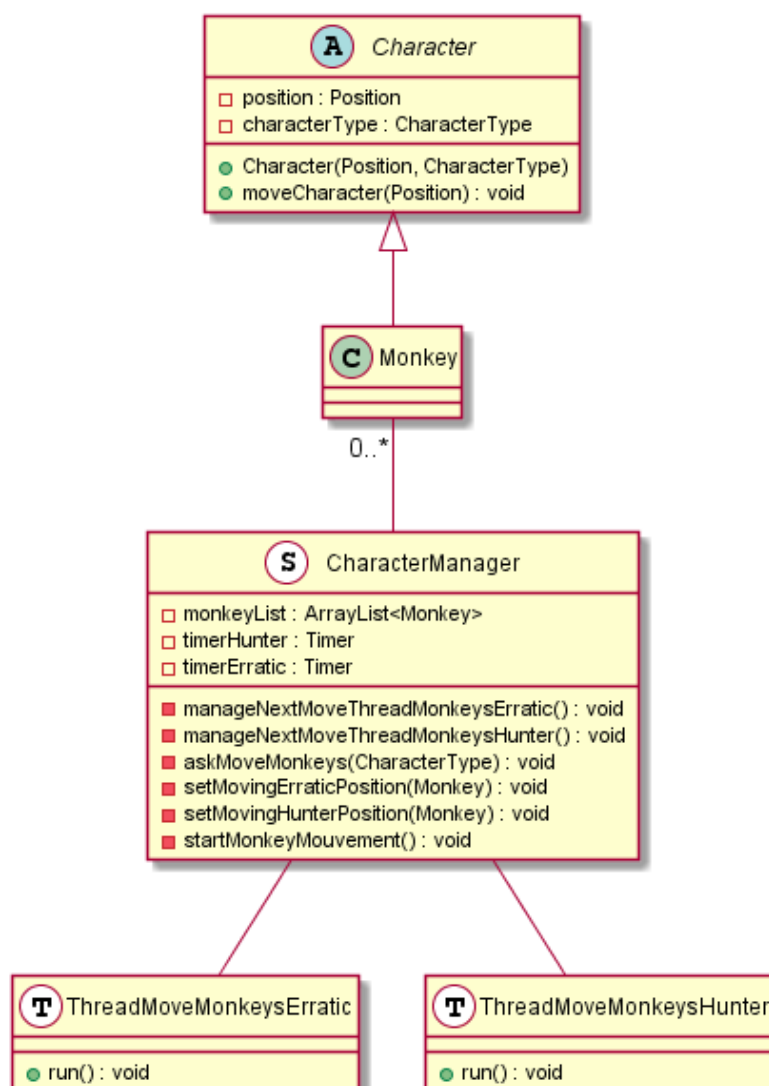 A Character
position : Position
characterType : CharacterType
Character(Position, CharacterType)
moveCharacter(Position) : void
C Monkey
0..*
S CharacterManager
monkeyList : ArrayList<Monkey>
timerHunter : Timer
timerErratic : Timer
manageNextMoveThreadMonkeysErratic() : void
manageNextMoveThreadMonkeysHunter() : void
askMoveMonkeys(CharacterType) : void
setMovingErraticPosition(Monkey) : void
setMovingHunterPosition(Monkey) : void
startMonkeyMouvement() : void
T ThreadMoveMonkeysErratic
run() : void
T ThreadMoveMonkeysHunter
run() : void